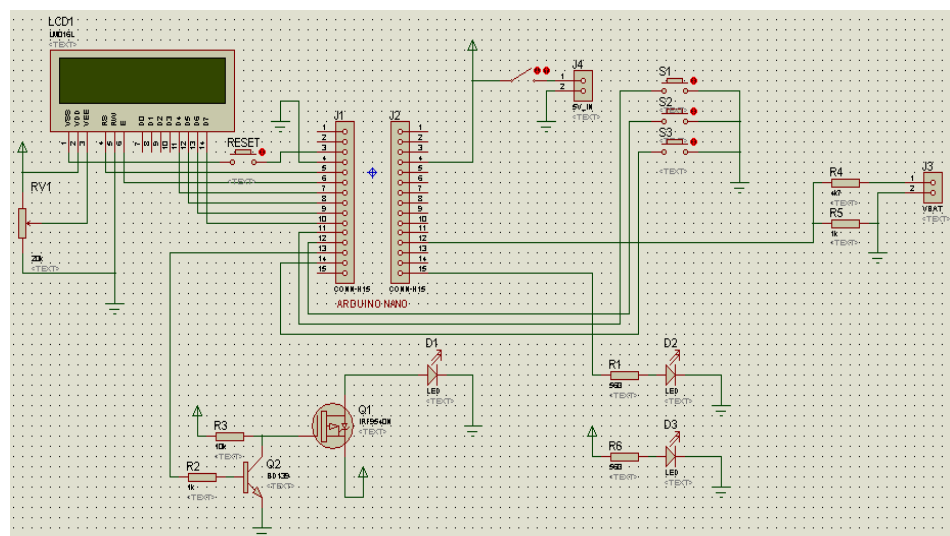 LCD1
LM016L
<TEXT>
VSS VDD VEE RS RW E D0 D1 D2 D3 D4 D5 D6 D7
1 2 3 4 5 6 7 8 9 10 11 12 13 14
RV1
20k
<TEXT>
RESET
<TEXT>
J1
1
2
3
4
5
6
7
8
9
10
11
12
13
14
15
CONN-H15
J2
1
2
3
4
5
6
7
8
9
10
11
12
13
14
15
CONN-H15
ARDUINO NANO
J4
1
2
5V_IN
<TEXT>
S1
S2
S3
<TEXT>
R4
4k7
<TEXT>
R5
1k
<TEXT>
J3
1
2
VBAT
<TEXT>
D1
LED
<TEXT>
R1
560
<TEXT>
D2
LED
<TEXT>
R6
560
<TEXT>
D3
LED
<TEXT>
Q1
IRF9540N
<TEXT>
R3
10k
<TEXT>
R2
1k
<TEXT>
Q2
BD139
<TEXT>